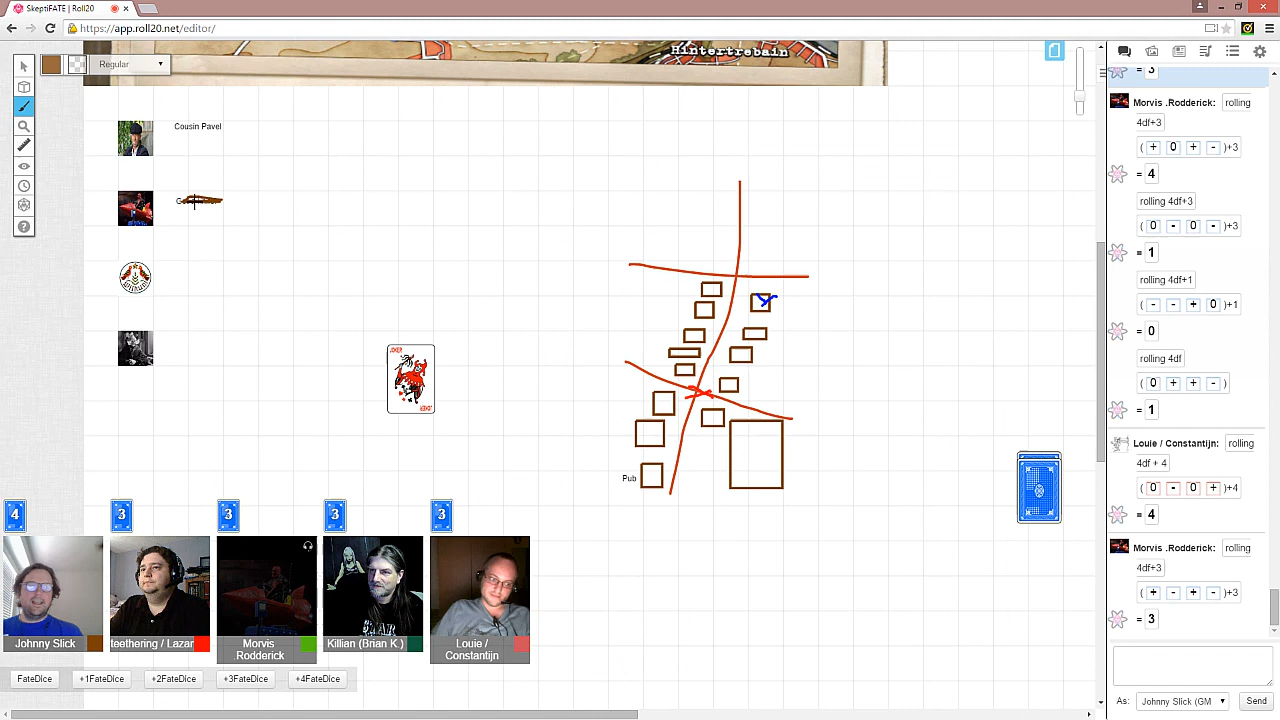 SkeptiFATE | Roll20
https://app.roll20.net/editor/
Regular
Hintertrebain
= 3
Cousin Pavel
Morvis .Rodderick: rolling
4df+3
( + 0 + - )+3
= 4
rolling 4df+3
( 0 - 0 - )+3
= 1
rolling 4df+1
( - - + 0 )+1
= 0
rolling 4df
( 0 + + - )
= 1
Louie / Constantijn: rolling
4df + 4
( 0 - 0 + )+4
= 4
Morvis .Rodderick: rolling
4df+3
( + - + - )+3
= 3
JOKER
JOKER
Pub
4
3
3
3
3
Johnny Slick
teethering / Lazar
Morvis
.Rodderick
Killian (Brian K.)
Louie /
Constantijn
FateDice
+1FateDice
+2FateDice
+3FateDice
+4FateDice
As:
Johnny Slick (GM
Send